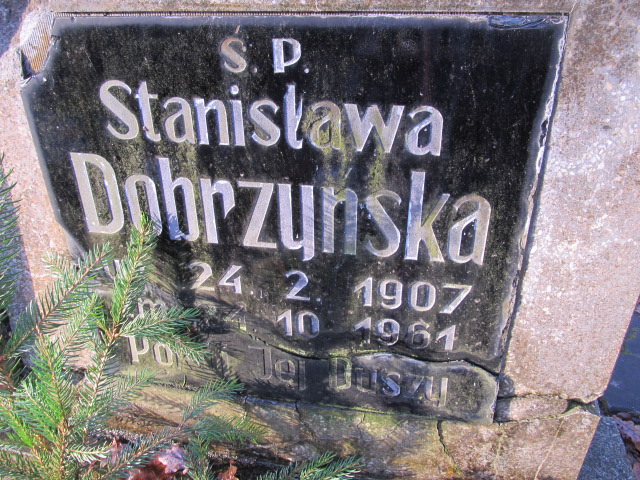 Ś. P.
Stanisława
Dobrzyńska
24 2. 1907
10 1961
Jej Duszy